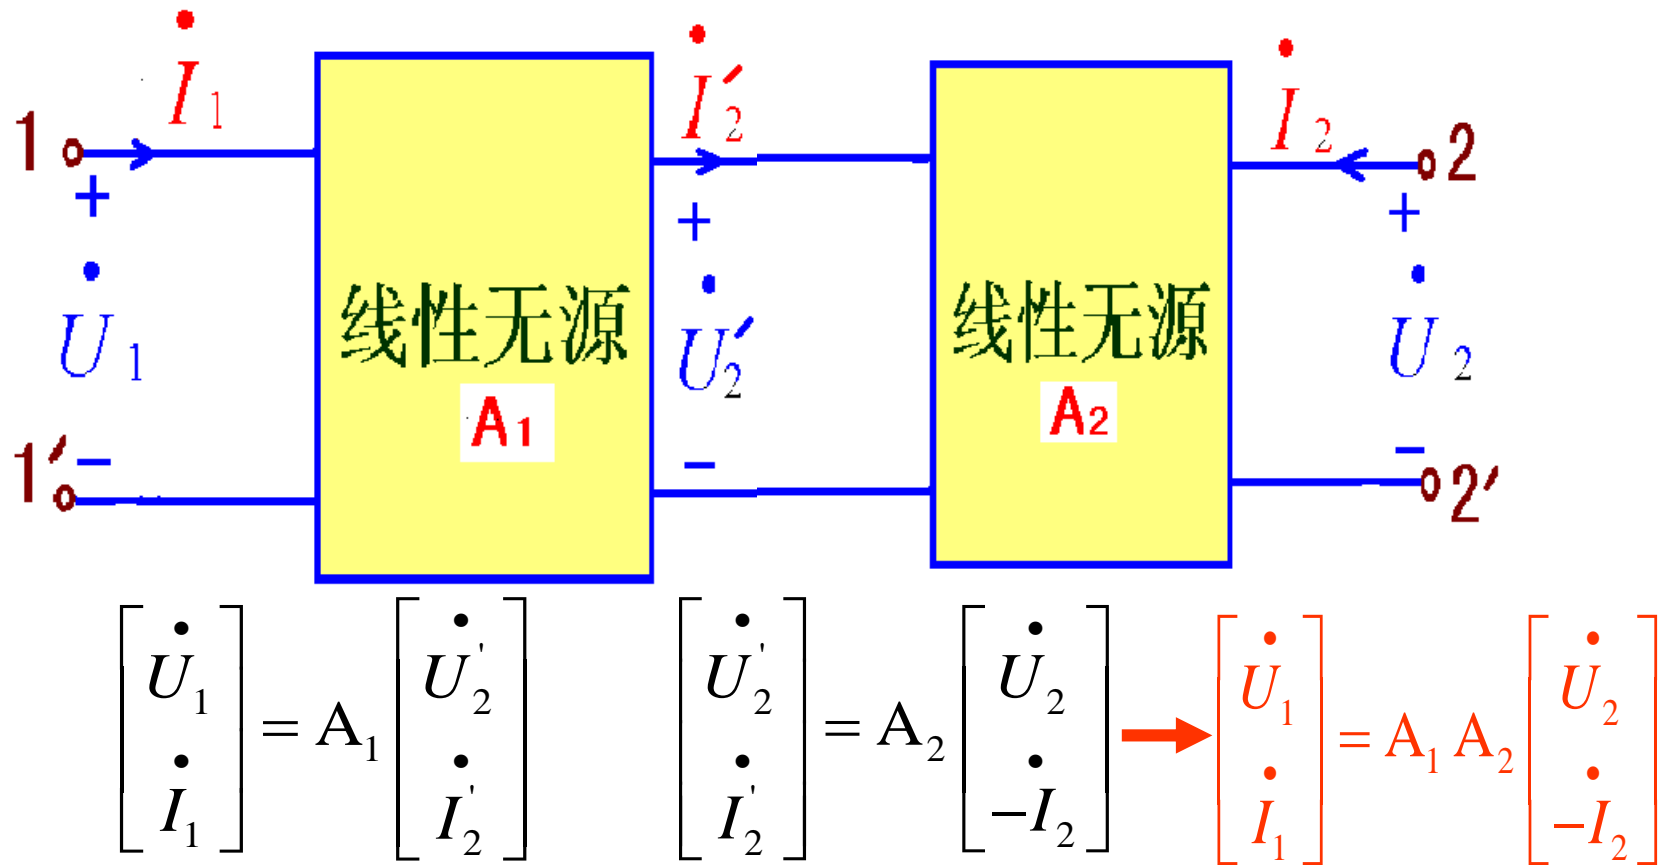 İ₁ İ′₂ İ₂
1 2
+ + +
U̇₁ U̇′₂ U̇₂
线性无源 线性无源
A₁ A₂
1′ − − − 2′
[U̇₁ İ₁] = A₁ [U̇₂' İ₂'] [U̇₂' İ₂'] = A₂ [U̇₂ −İ₂] → [U̇₁ İ₁] = A₁ A₂ [U̇₂ −İ₂]